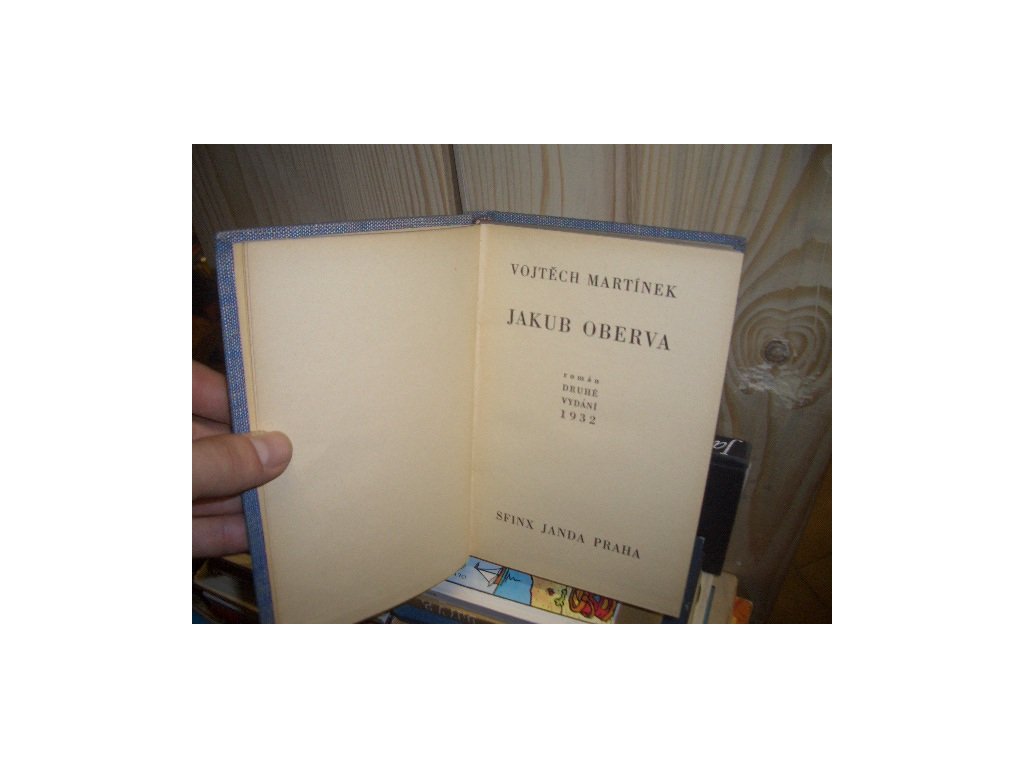 VOJTĚCH MARTÍNEK
JAKUB OBERVA
román
DRUHÉ
VYDÁNÍ
1932
SFINX JANDA PRAHA